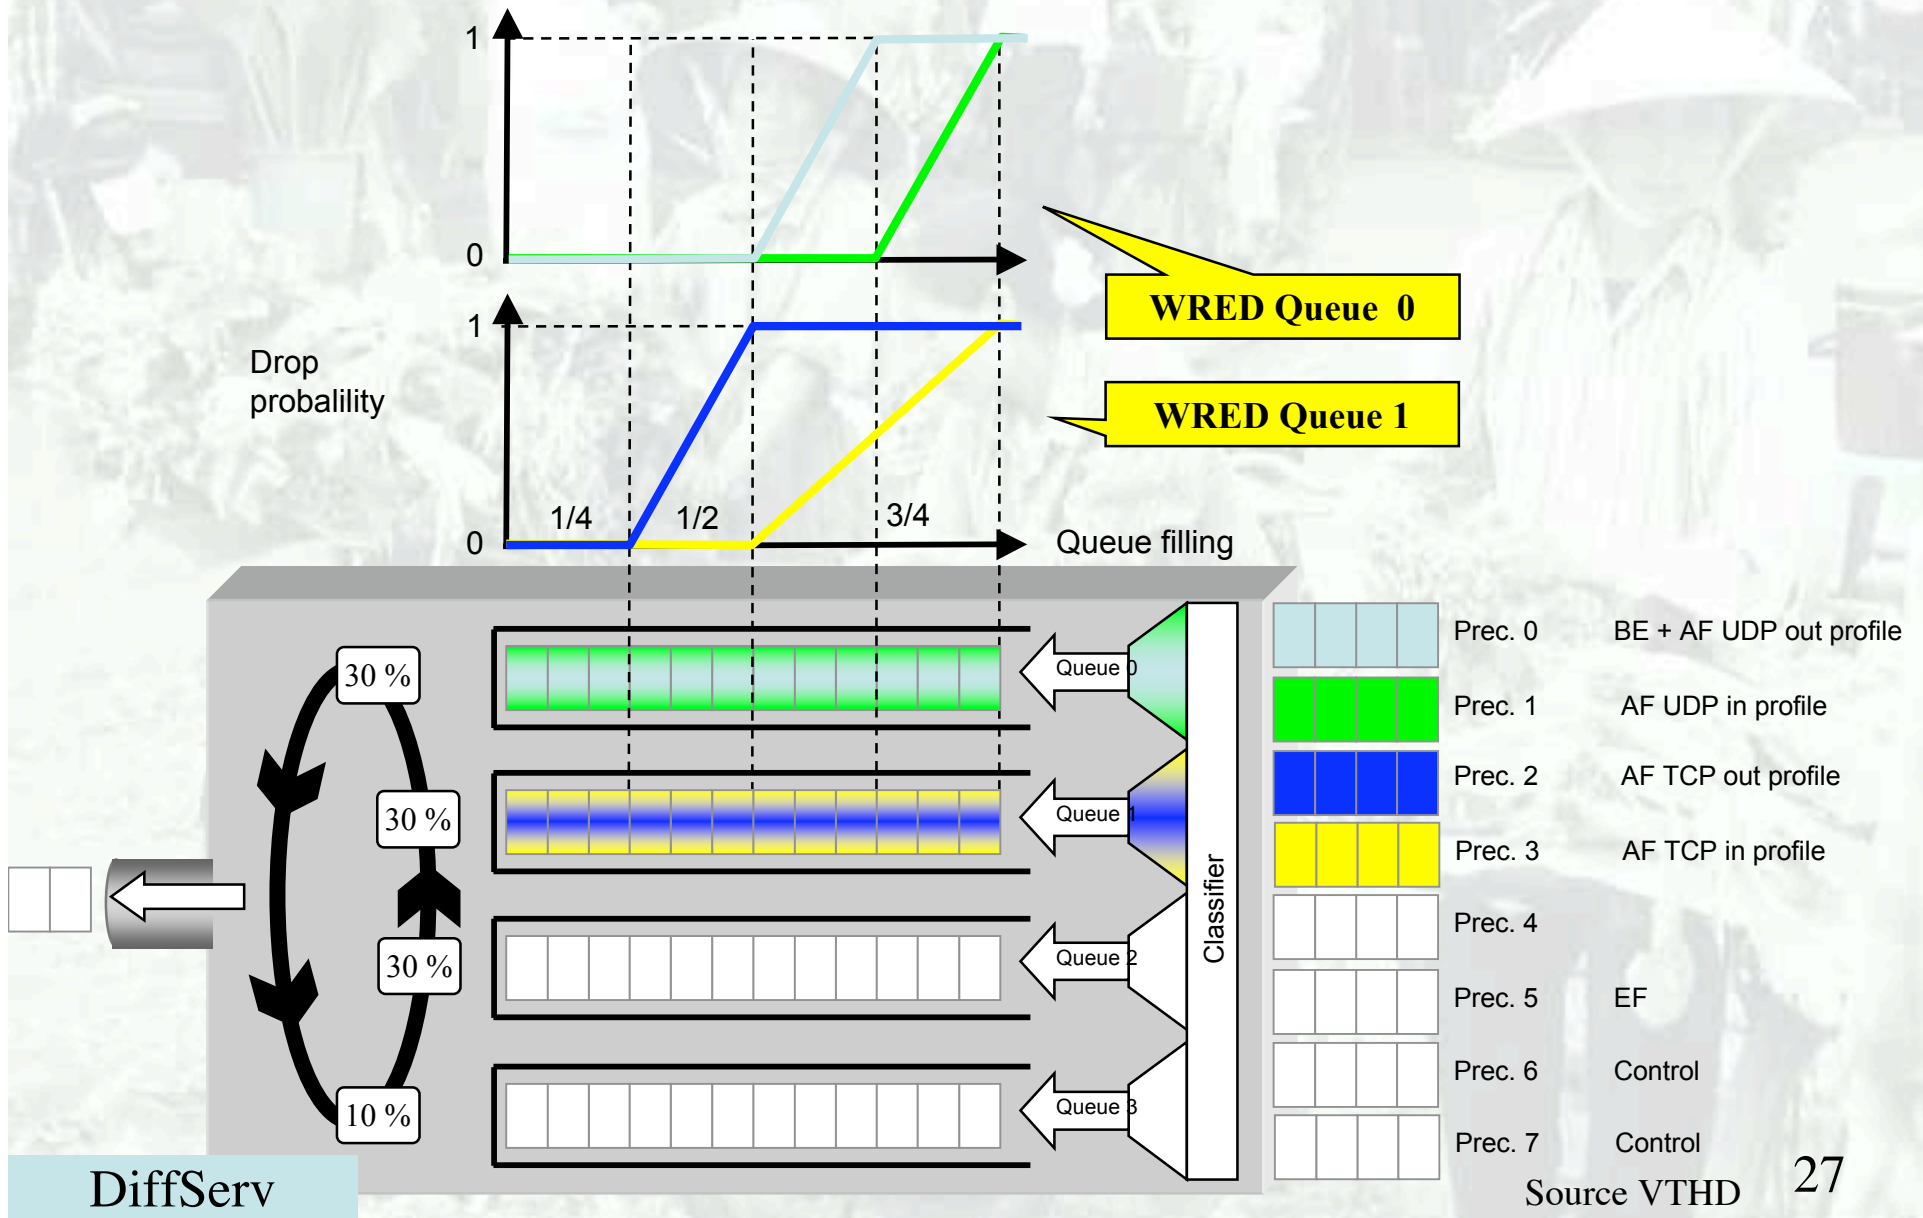 1
0
WRED Queue 0
1
Drop
probalility
WRED Queue 1
1/4 1/2 3/4
0
Queue filling
30 %
30 %
30 %
10 %
Queue 0
Queue 1
Queue 2
Queue 3
Classifier
Prec. 0 BE + AF UDP out profile
Prec. 1 AF UDP in profile
Prec. 2 AF TCP out profile
Prec. 3 AF TCP in profile
Prec. 4
Prec. 5 EF
Prec. 6 Control
Prec. 7 Control
DiffServ
Source VTHD
27